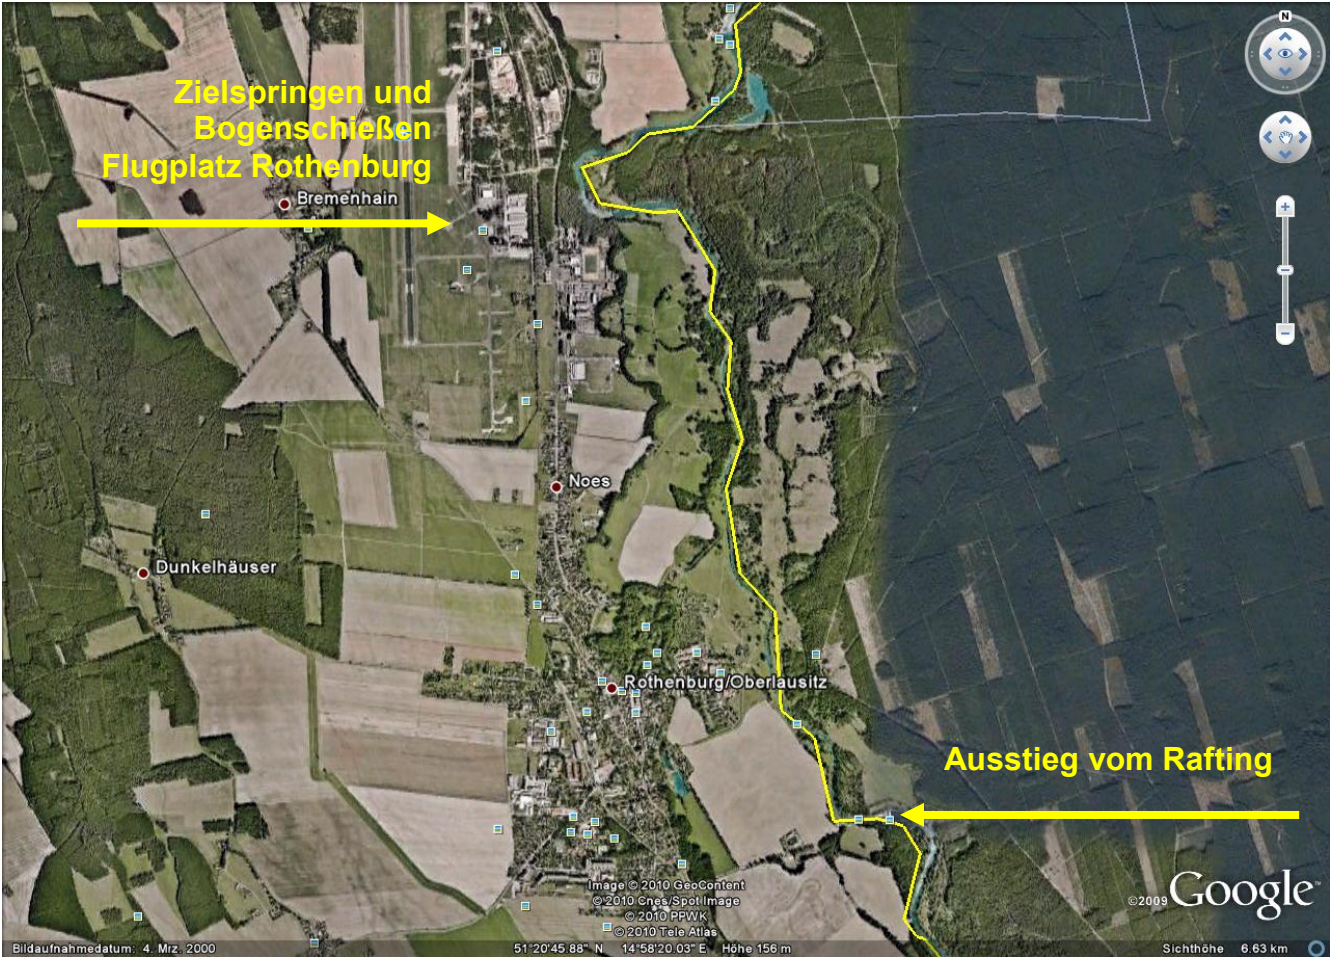 N
Zielspringen und
Bogenschießen
Flugplatz Rothenburg
Bremenhain
Noes
Dunkelhäuser
Rothenburg/Oberlausitz
Ausstieg vom Rafting
Image © 2010 GeoContent
© 2010 Cnes/Spot Image
© 2010 PPWK
© 2010 Tele Atlas
©2009 Google™
Bildaufnahmedatum: 4. Mrz. 2000 51°20'45.88" N 14°58'20.03" E Höhe 156 m Sichthöhe 6.63 km